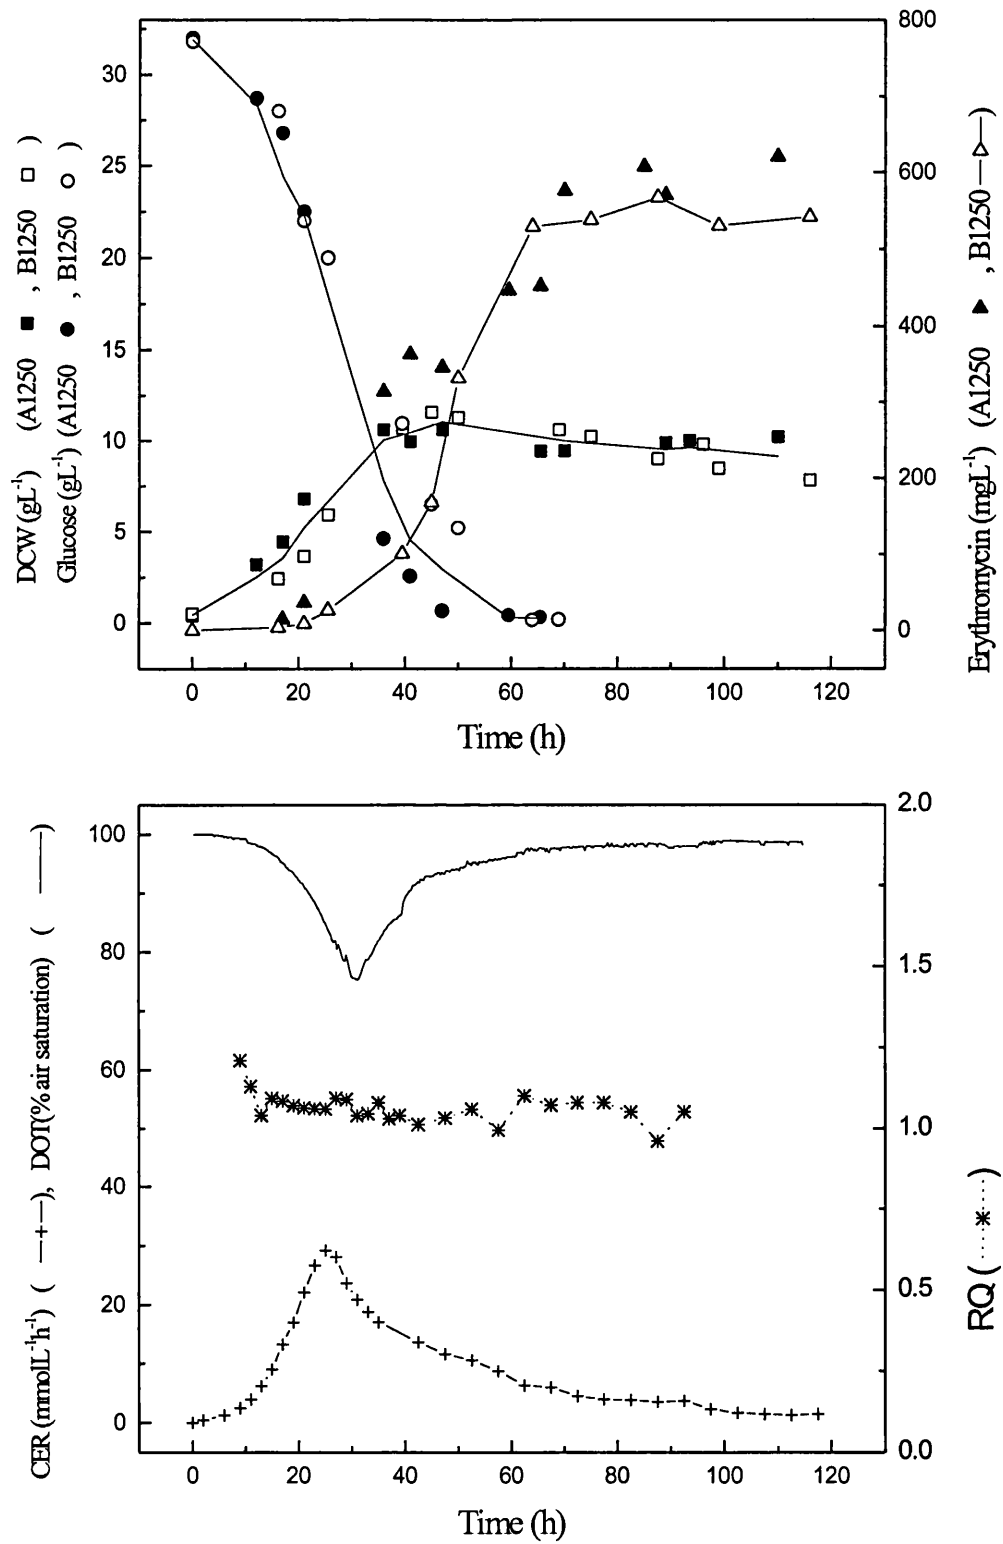 DCW (gL⁻¹) (A1250 ■ , B1250 □ )
Glucose (gL⁻¹) (A1250 ● , B1250 ○ )
30
25
20
15
10
5
0
800
600
400
200
0
Erythromycin (mgL⁻¹) (A1250 ▲ , B1250—△—)
0 20 40 60 80 100 120
Time (h)
CER (mmolL⁻¹h⁻¹) ( —+—), DOT(% air saturation) ( ——)
100
80
60
40
20
0
2.0
1.5
1.0
0.5
0.0
RQ (·····*·····)
0 20 40 60 80 100 120
Time (h)